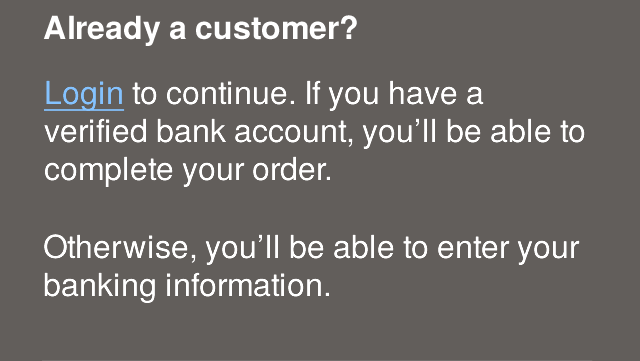 Already a customer?
Login to continue. If you have a
verified bank account, you’ll be able to
complete your order.
Otherwise, you’ll be able to enter your
banking information.